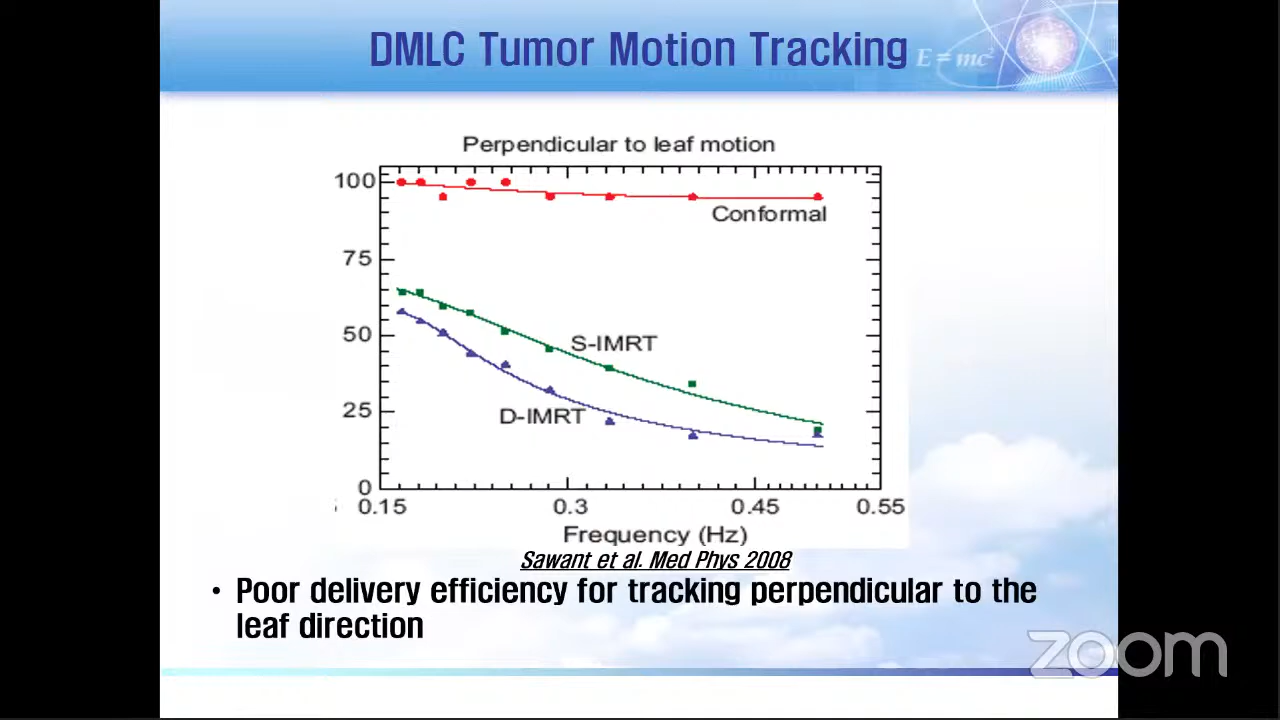 DMLC Tumor Motion Tracking
E = mc²
Perpendicular to leaf motion
100
75
50
25
0
Conformal
S-IMRT
D-IMRT
0.15 0.3 0.45 0.55
Frequency (Hz)
Sawant et al. Med Phys 2008
• Poor delivery efficiency for tracking perpendicular to the
leaf direction
zoom